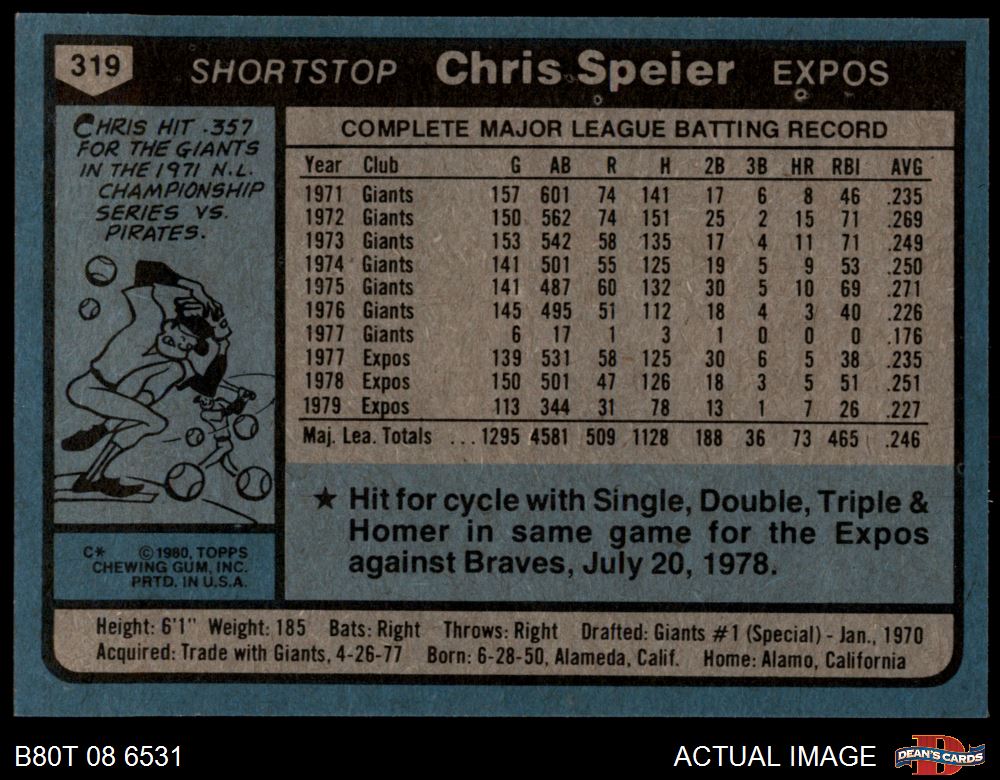 319
SHORTSTOP Chris Speier EXPOS
CHRIS HIT .357
FOR THE GIANTS
IN THE 1971 N.L.
CHAMPIONSHIP
SERIES VS.
PIRATES.
COMPLETE MAJOR LEAGUE BATTING RECORD
Year Club G AB R H 2B 3B HR RBI AVG
1971 Giants 157 601 74 141 17 6 8 46 .235
1972 Giants 150 562 74 151 25 2 15 71 .269
1973 Giants 153 542 58 135 17 4 11 71 .249
1974 Giants 141 501 55 125 19 5 9 53 .250
1975 Giants 141 487 60 132 30 5 10 69 .271
1976 Giants 145 495 51 112 18 4 3 40 .226
1977 Giants 6 17 1 3 1 0 0 0 .176
1977 Expos 139 531 58 125 30 6 5 38 .235
1978 Expos 150 501 47 126 18 3 5 51 .251
1979 Expos 113 344 31 78 13 1 7 26 .227
Maj. Lea. Totals ... 1295 4581 509 1128 188 36 73 465 .246
★ Hit for cycle with Single, Double, Triple &
Homer in same game for the Expos
against Braves, July 20, 1978.
C* © 1980, TOPPS
CHEWING GUM, INC.
PRTD. IN U.S.A.
Height: 6'1" Weight: 185 Bats: Right Throws: Right Drafted: Giants #1 (Special) - Jan., 1970
Acquired: Trade with Giants, 4-26-77 Born: 6-28-50, Alameda, Calif. Home: Alamo, California
B80T 08 6531
ACTUAL IMAGE
D
DEAN'S CARDS